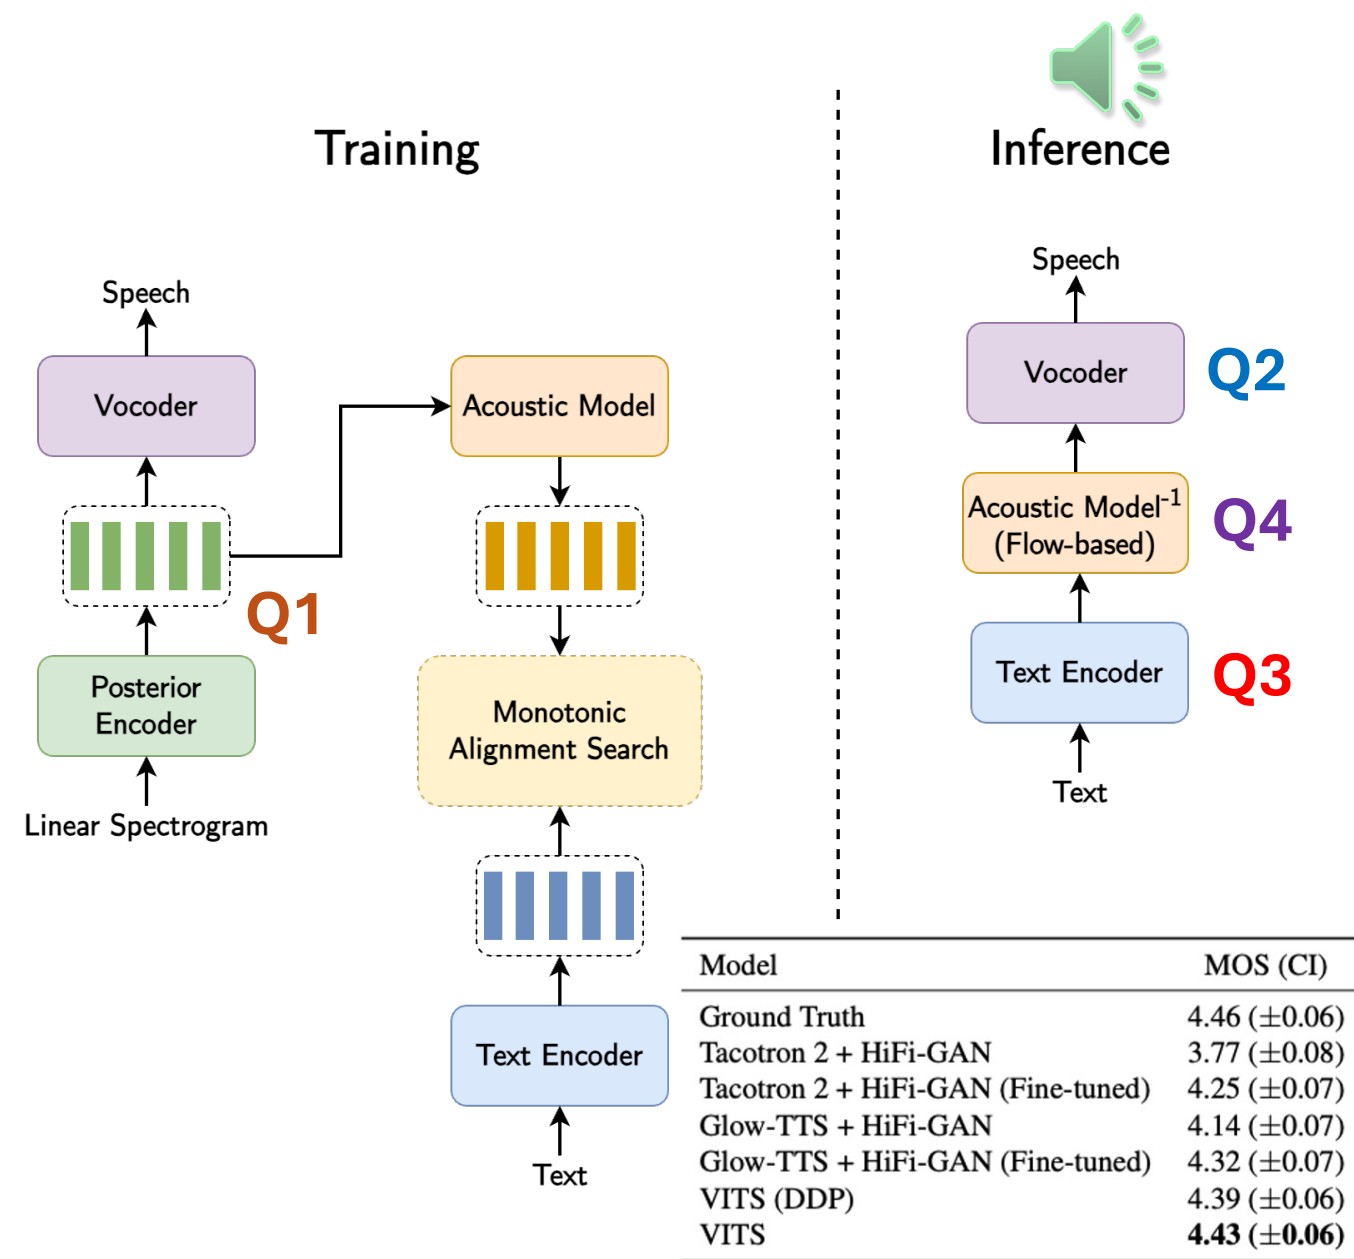 Training
Speech
Vocoder
Acoustic Model
Q1
Posterior
Encoder
Linear Spectrogram
Monotonic
Alignment Search
Text Encoder
Text
Inference
Speech
Vocoder
Q2
Acoustic Model-1
(Flow-based)
Q4
Text Encoder
Q3
Text
Model MOS (CI)
Ground Truth 4.46 (±0.06)
Tacotron 2 + HiFi-GAN 3.77 (±0.08)
Tacotron 2 + HiFi-GAN (Fine-tuned) 4.25 (±0.07)
Glow-TTS + HiFi-GAN 4.14 (±0.07)
Glow-TTS + HiFi-GAN (Fine-tuned) 4.32 (±0.07)
VITS (DDP) 4.39 (±0.06)
VITS 4.43 (±0.06)